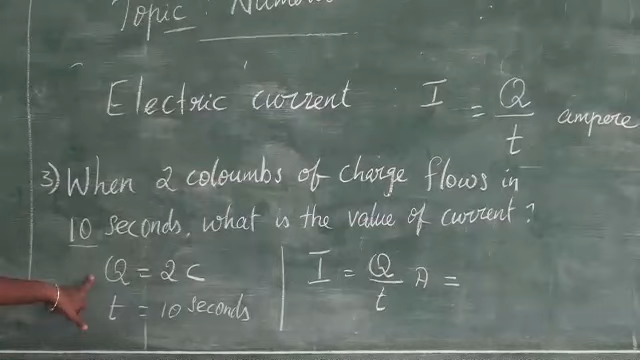 Topic: Numer
Electric current I = Q/t ampere
3) When 2 coloumbs of charge flows in
10 seconds, what is the value of current?
Q = 2 C
t = 10 seconds
I = Q/t A =